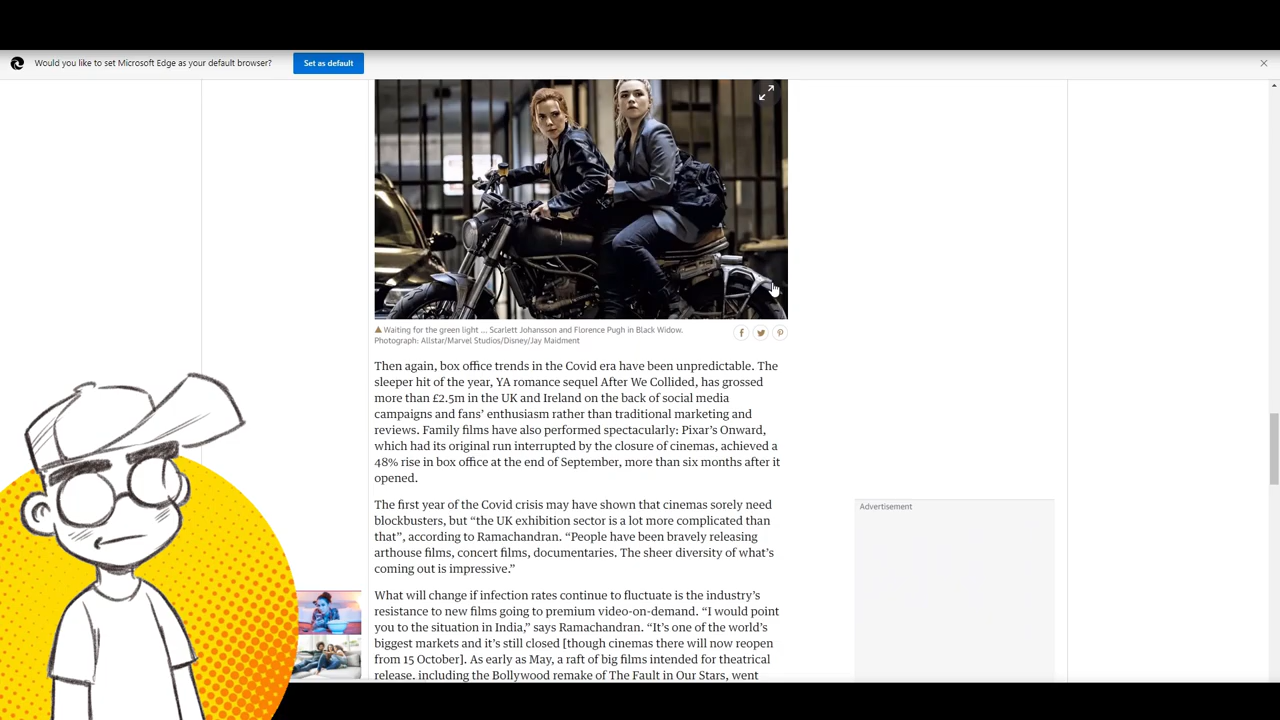 Would you like to set Microsoft Edge as your default browser?
Set as default
Waiting for the green light ... Scarlett Johansson and Florence Pugh in Black Widow.
Photograph: Allstar/Marvel Studios/Disney/Jay Maidment
Then again, box office trends in the Covid era have been unpredictable. The
sleeper hit of the year, YA romance sequel After We Collided, has grossed
more than £2.5m in the UK and Ireland on the back of social media
campaigns and fans’ enthusiasm rather than traditional marketing and
reviews. Family films have also performed spectacularly: Pixar’s Onward,
which had its original run interrupted by the closure of cinemas, achieved a
48% rise in box office at the end of September, more than six months after it
opened.
The first year of the Covid crisis may have shown that cinemas sorely need
blockbusters, but “the UK exhibition sector is a lot more complicated than
that”, according to Ramachandran. “People have been bravely releasing
arthouse films, concert films, documentaries. The sheer diversity of what’s
coming out is impressive.”
Advertisement
What will change if infection rates continue to fluctuate is the industry’s
resistance to new films going to premium video-on-demand. “I would point
you to the situation in India,” says Ramachandran. “It’s one of the world’s
biggest markets and it’s still closed [though cinemas there will now reopen
from 15 October]. As early as May, a raft of big films intended for theatrical
release, including the Bollywood remake of The Fault in Our Stars, went